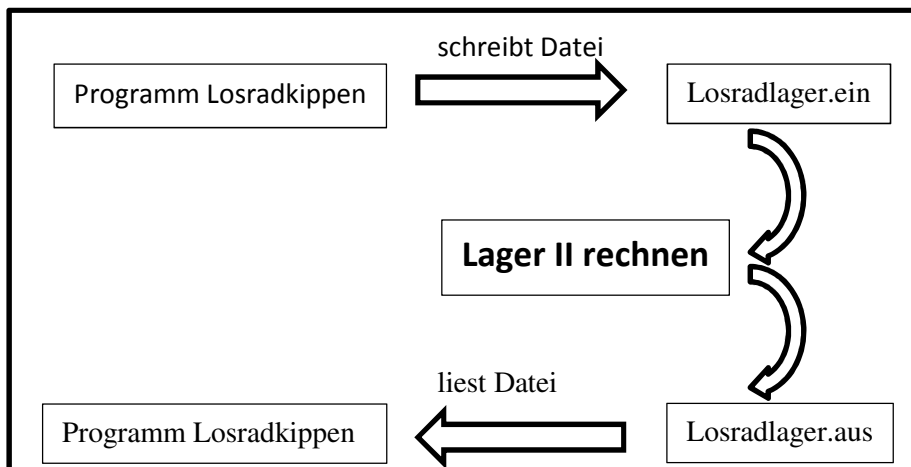 schreibt Datei
Programm Losradkippen
Losradlager.ein
Lager II rechnen
liest Datei
Programm Losradkippen
Losradlager.aus